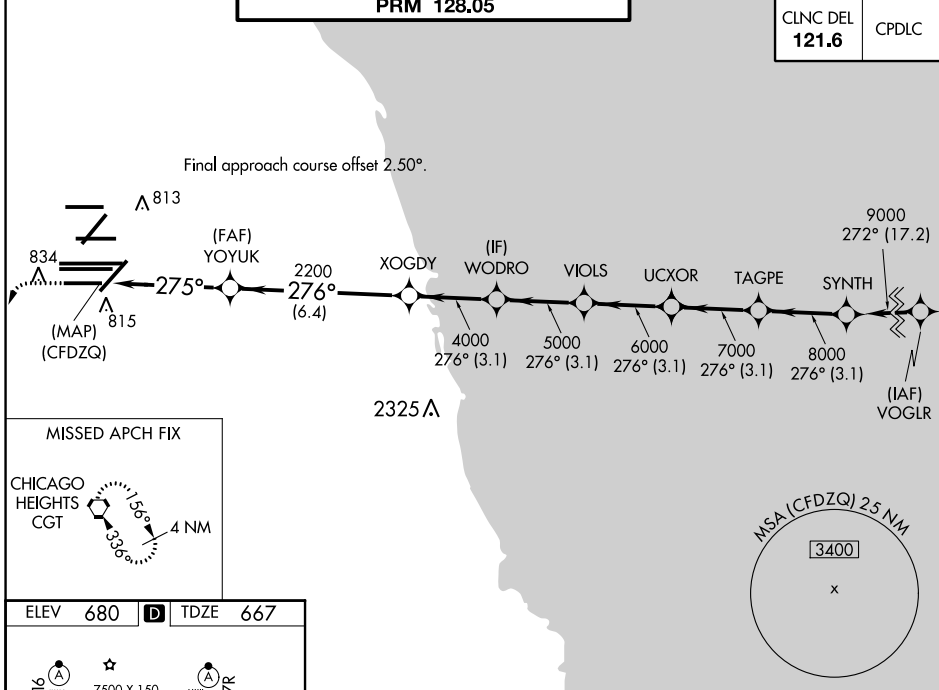 PRM 128.05
CLNC DEL
121.6
CPDLC
Final approach course offset 2.50°.
813
834
815
(MAP)
(CFDZQ)
275°
(FAF)
YOYUK
2200
276°
(6.4)
XOGDY
(IF)
WODRO
VIOLS
UCXOR
TAGPE
SYNTH
9000
272° (17.2)
4000
276° (3.1)
5000
276° (3.1)
6000
276° (3.1)
7000
276° (3.1)
8000
276° (3.1)
(IAF)
VOGLR
2325
MISSED APCH FIX
CHICAGO
HEIGHTS
CGT
156°
336°
4 NM
MSA (CFDZQ) 25 NM
3400
x
ELEV 680 D TDZE 667
A
A
7500 X 150